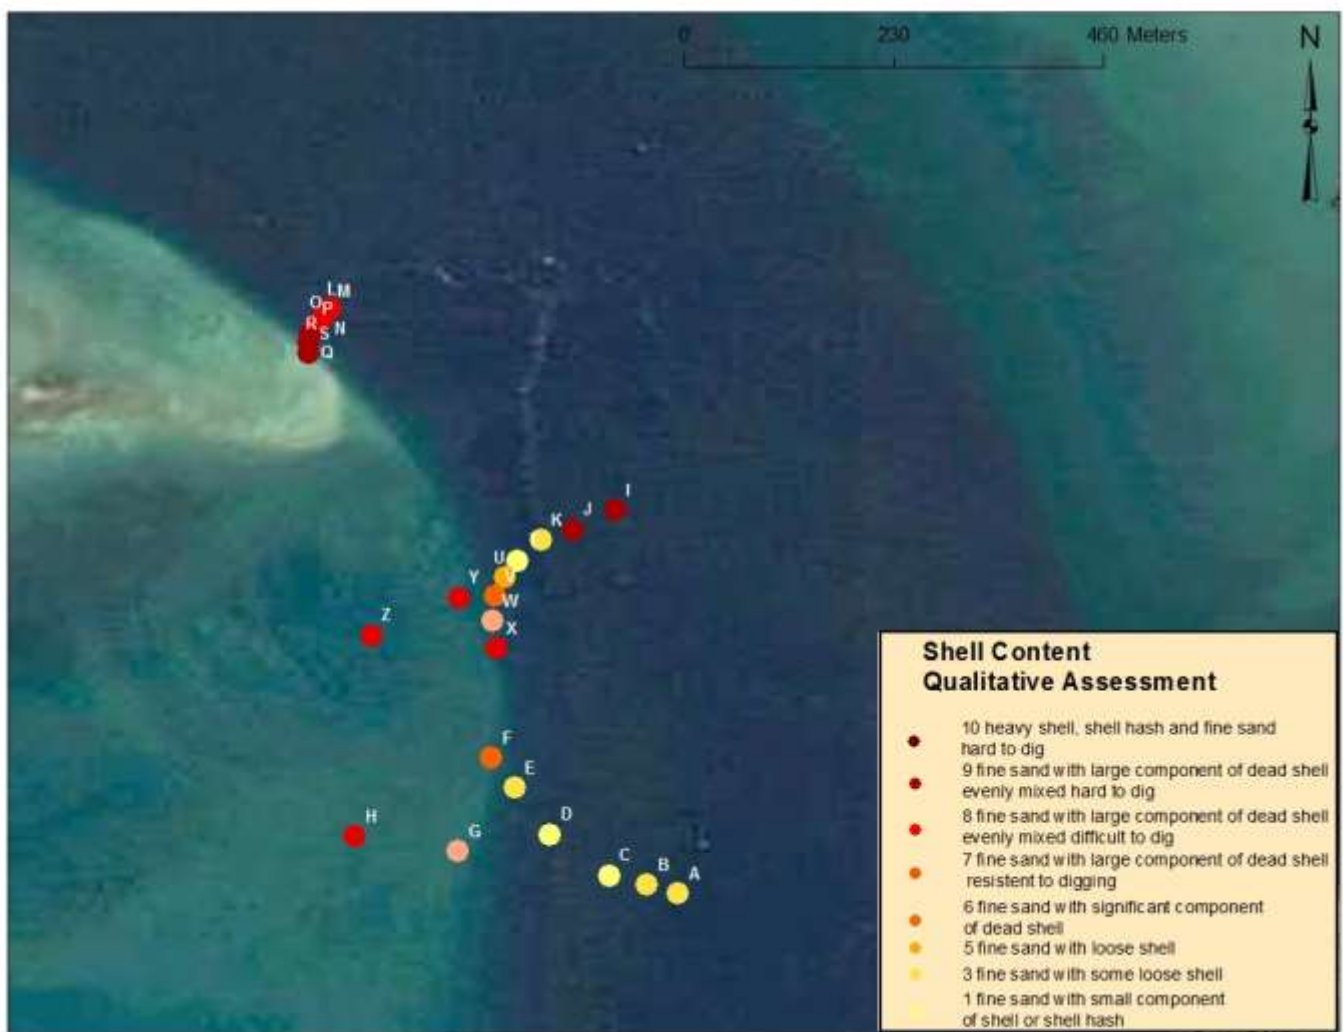 0 230 460 Meters
N
L M
O P
R N
S
Q
I
J
K
U
V
Y
W
Z
X
F
E
D
H
G
C
B
A
Shell Content
Qualitative Assessment
10 heavy shell, shell hash and fine sand
hard to dig
9 fine sand with large component of dead shell
evenly mixed hard to dig
8 fine sand with large component of dead shell
evenly mixed difficult to dig
7 fine sand with large component of dead shell
resistent to digging
6 fine sand with significant component
of dead shell
5 fine sand with loose shell
3 fine sand with some loose shell
1 fine sand with small component
of shell or shell hash